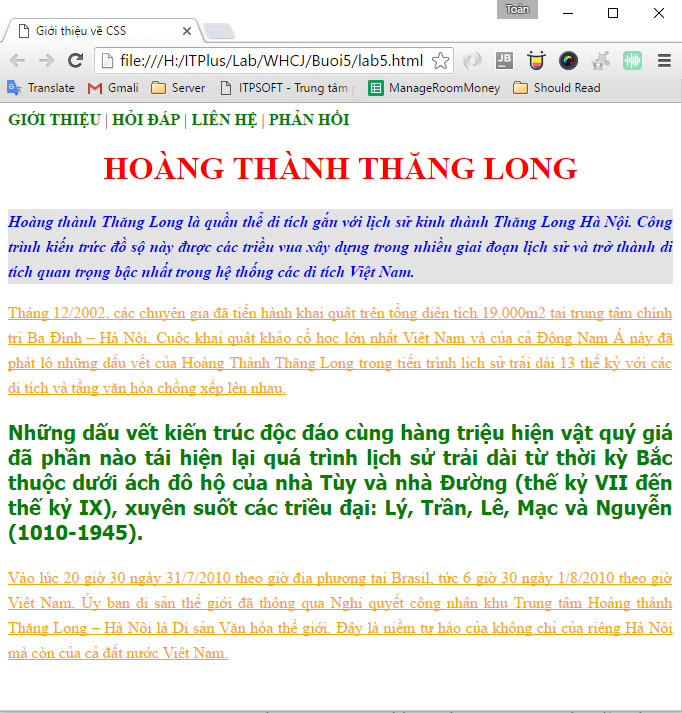 Toàn
Giới thiệu về CSS
file:///H:/ITPlus/Lab/WHCJ/Buoi5/lab5.html
Translate Gmali Server ITPSOFT - Trung tâm ManageRoomMoney Should Read
GIỚI THIỆU | HỎI ĐÁP | LIÊN HỆ | PHẢN HỒI
HOÀNG THÀNH THĂNG LONG
Hoàng thành Thăng Long là quần thể di tích gắn với lịch sử kinh thành Thăng Long Hà Nội. Công
trình kiến trức đồ sộ này được các triều vua xây dựng trong nhiều giai đoạn lịch sử và trở thành di
tích quan trọng bậc nhất trong hệ thống các di tích Việt Nam.
Tháng 12/2002, các chuyên gia đã tiến hành khai quật trên tổng diện tích 19.000m2 tại trung tâm chính
trị Ba Đình – Hà Nội. Cuộc khai quật khảo cổ học lớn nhất Việt Nam và của cả Đông Nam Á này đã
phát lộ những dấu vết của Hoàng Thành Thăng Long trong tiến trình lịch sử trải dài 13 thế kỷ với các
di tích và tầng văn hóa chồng xếp lên nhau.
Những dấu vết kiến trúc độc đáo cùng hàng triệu hiện vật quý giá
đã phần nào tái hiện lại quá trình lịch sử trải dài từ thời kỳ Bắc
thuộc dưới ách đô hộ của nhà Tùy và nhà Đường (thế kỷ VII đến
thế kỷ IX), xuyên suốt các triều đại: Lý, Trần, Lê, Mạc và Nguyễn
(1010-1945).
Vào lúc 20 giờ 30 ngày 31/7/2010 theo giờ địa phương tại Brasil, tức 6 giờ 30 ngày 1/8/2010 theo giờ
Việt Nam, Ủy ban di sản thế giới đã thông qua Nghị quyết công nhận khu Trung tâm Hoàng thành
Thăng Long – Hà Nội là Di sản Văn hóa thế giới. Đây là niềm tự hào của không chỉ của riêng Hà Nội
mà còn của cả đất nước Việt Nam.